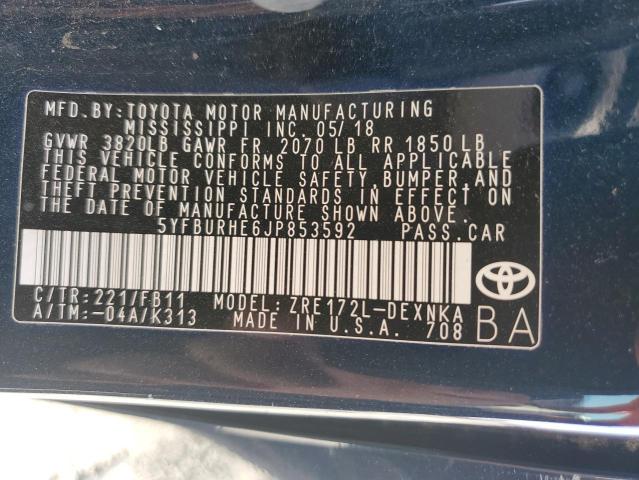 MFD.BY:TOYOTA MOTOR MANUFACTURING
MISSISSIPPI INC. 05/18
GVWR 3820LB GAWR FR 2070 LB RR 1850 LB
THIS VEHICLE CONFORMS TO ALL APPLICABLE
FEDERAL MOTOR VEHICLE SAFETY, BUMPER, AND
THEFT PREVENTION STANDARDS IN EFFECT ON
THE DATE OF MANUFACTURE SHOWN ABOVE.
5YFBURHE6JP853592 PASS.CAR
C/TR:221/FB11 MODEL:ZRE172L-DEXNKA
A/TM:-04A/K313 MADE IN U.S.A. 708
BA